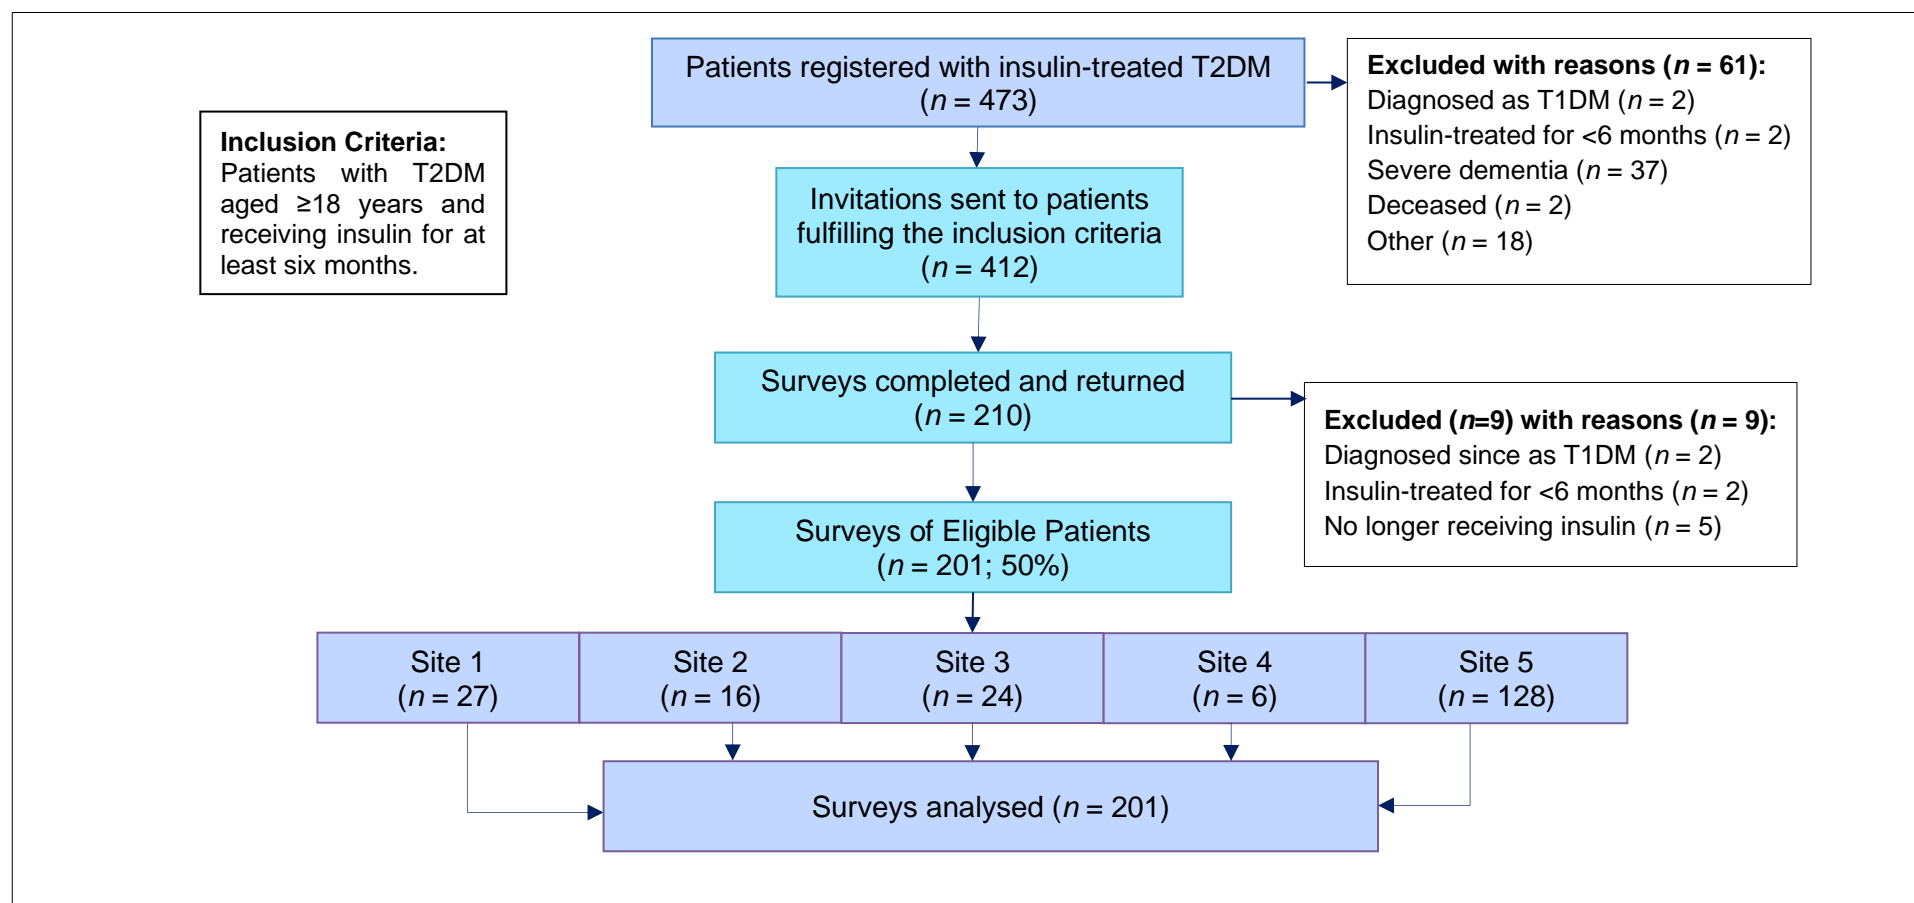 Patients registered with insulin-treated T2DM
(n = 473)
Excluded with reasons (n = 61):
Diagnosed as T1DM (n = 2)
Insulin-treated for <6 months (n = 2)
Severe dementia (n = 37)
Deceased (n = 2)
Other (n = 18)
Inclusion Criteria:
Patients with T2DM
aged ≥18 years and
receiving insulin for at
least six months.
Invitations sent to patients
fulfilling the inclusion criteria
(n = 412)
Surveys completed and returned
(n = 210)
Excluded (n=9) with reasons (n = 9):
Diagnosed since as T1DM (n = 2)
Insulin-treated for <6 months (n = 2)
No longer receiving insulin (n = 5)
Surveys of Eligible Patients
(n = 201; 50%)
Site 1
(n = 27)
Site 2
(n = 16)
Site 3
(n = 24)
Site 4
(n = 6)
Site 5
(n = 128)
Surveys analysed (n = 201)